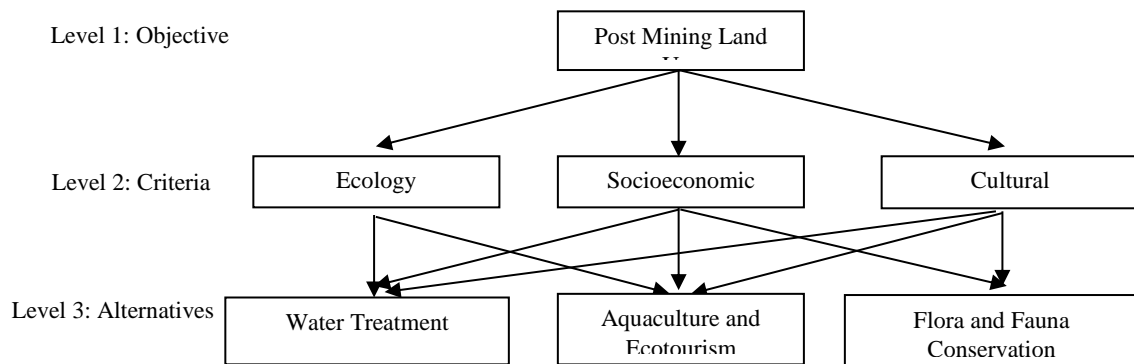 Level 1: Objective
Post Mining Land
Level 2: Criteria
Ecology
Socioeconomic
Cultural
Level 3: Alternatives
Water Treatment
Aquaculture and
Ecotourism
Flora and Fauna
Conservation